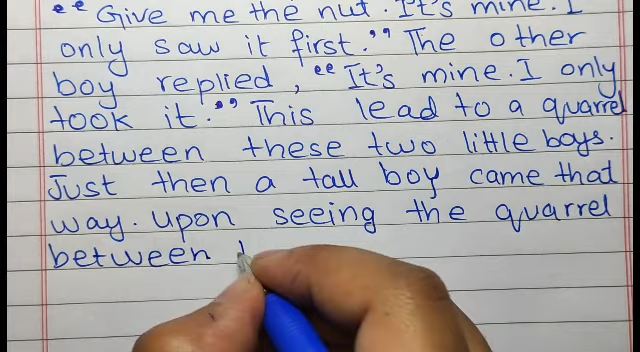 "Give me the nut. It's mine. I
only saw it first." The other
boy replied, "It's mine. I only
took it." This lead to a quarrel
between these two little boys.
Just then a tall boy came that
way. Upon seeing the quarrel
between